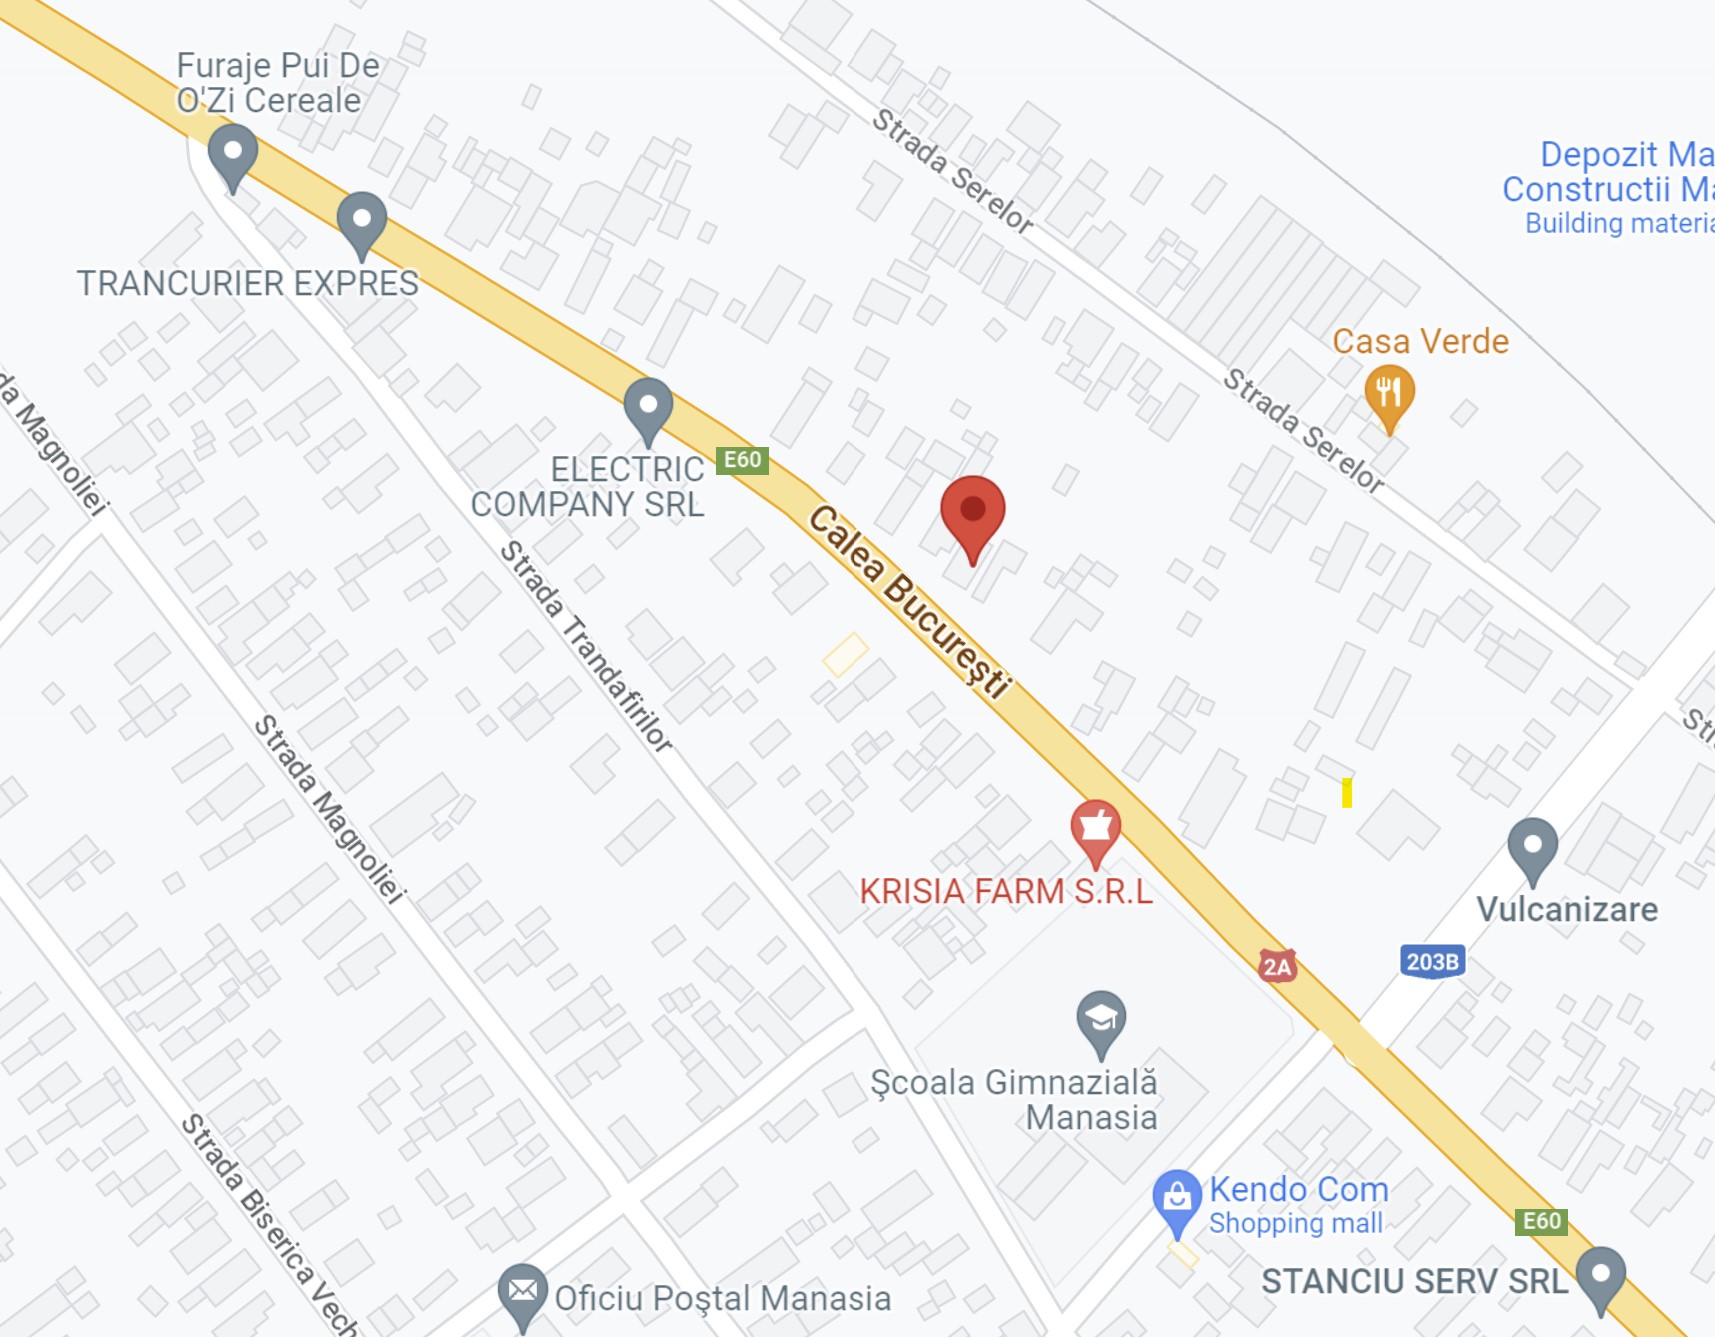 Furaje Pui De
O'Zi Cereale
Strada Serelor
Depozit Ma
Constructii Ma
Building materia
TRANCURIER EXPRES
Casa Verde
Strada Serelor
da Magnoliei
ELECTRIC
COMPANY SRL
E60
Calea Bucureşti
Strada Trandafirilor
Strada Magnoliei
KRISIA FARM S.R.L
Vulcanizare
2A
203B
Şcoala Gimnazială
Manasia
Strada Biserica Vech
Kendo Com
Shopping mall
E60
STANCIU SERV SRL
Oficiu Poştal Manasia